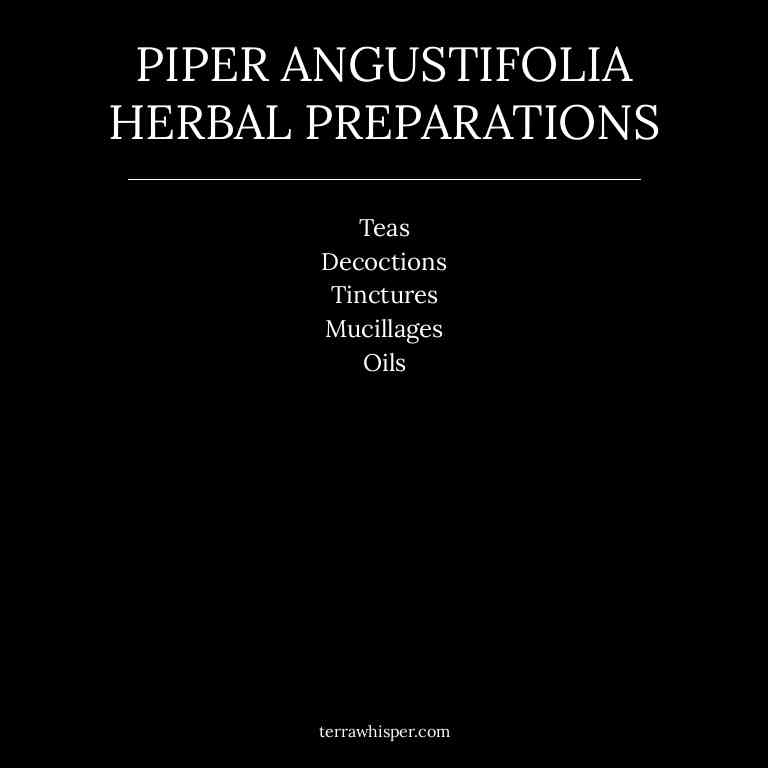 PIPER ANGUSTIFOLIA
HERBAL PREPARATIONS
Teas
Decoctions
Tinctures
Mucillages
Oils
terrawhisper.com